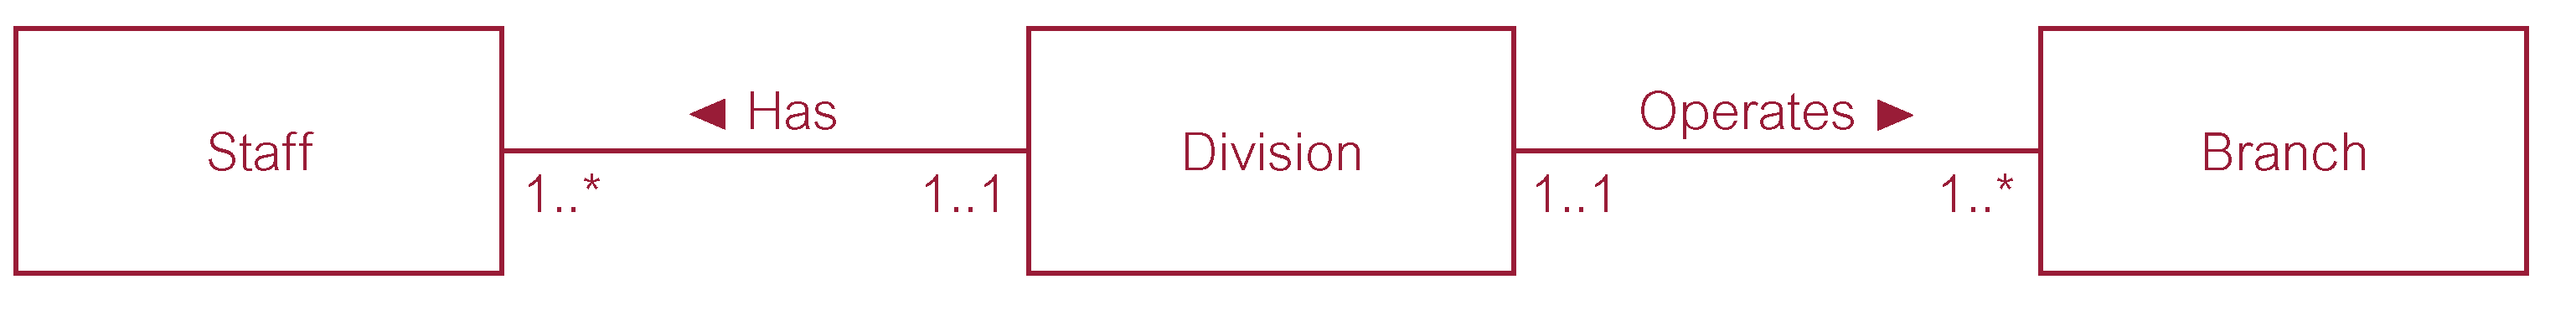 Staff
◄ Has
1..*
1..1
Division
Operates ►
1..1
1..*
Branch